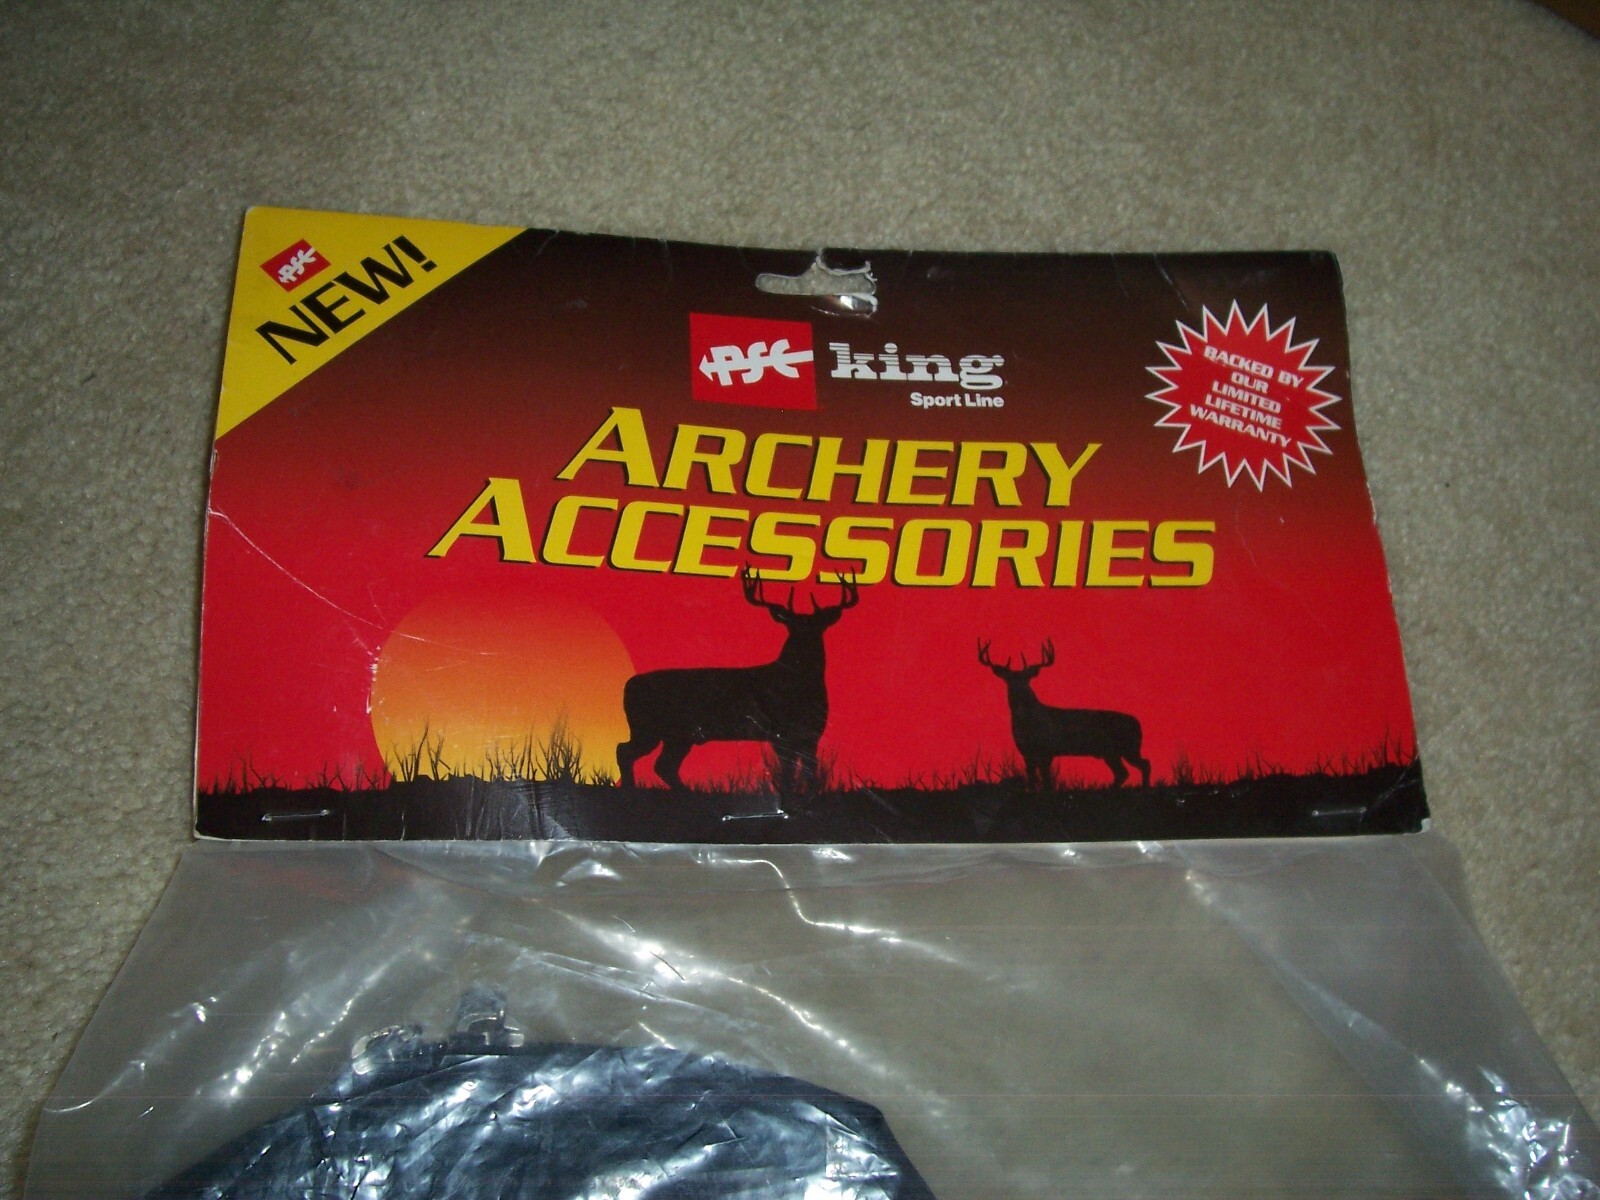 PSE
NEW!
PSE king
Sport Line
ARCHERY
ACCESSORIES
BACKED BY
OUR
LIMITED
LIFETIME
WARRANTY